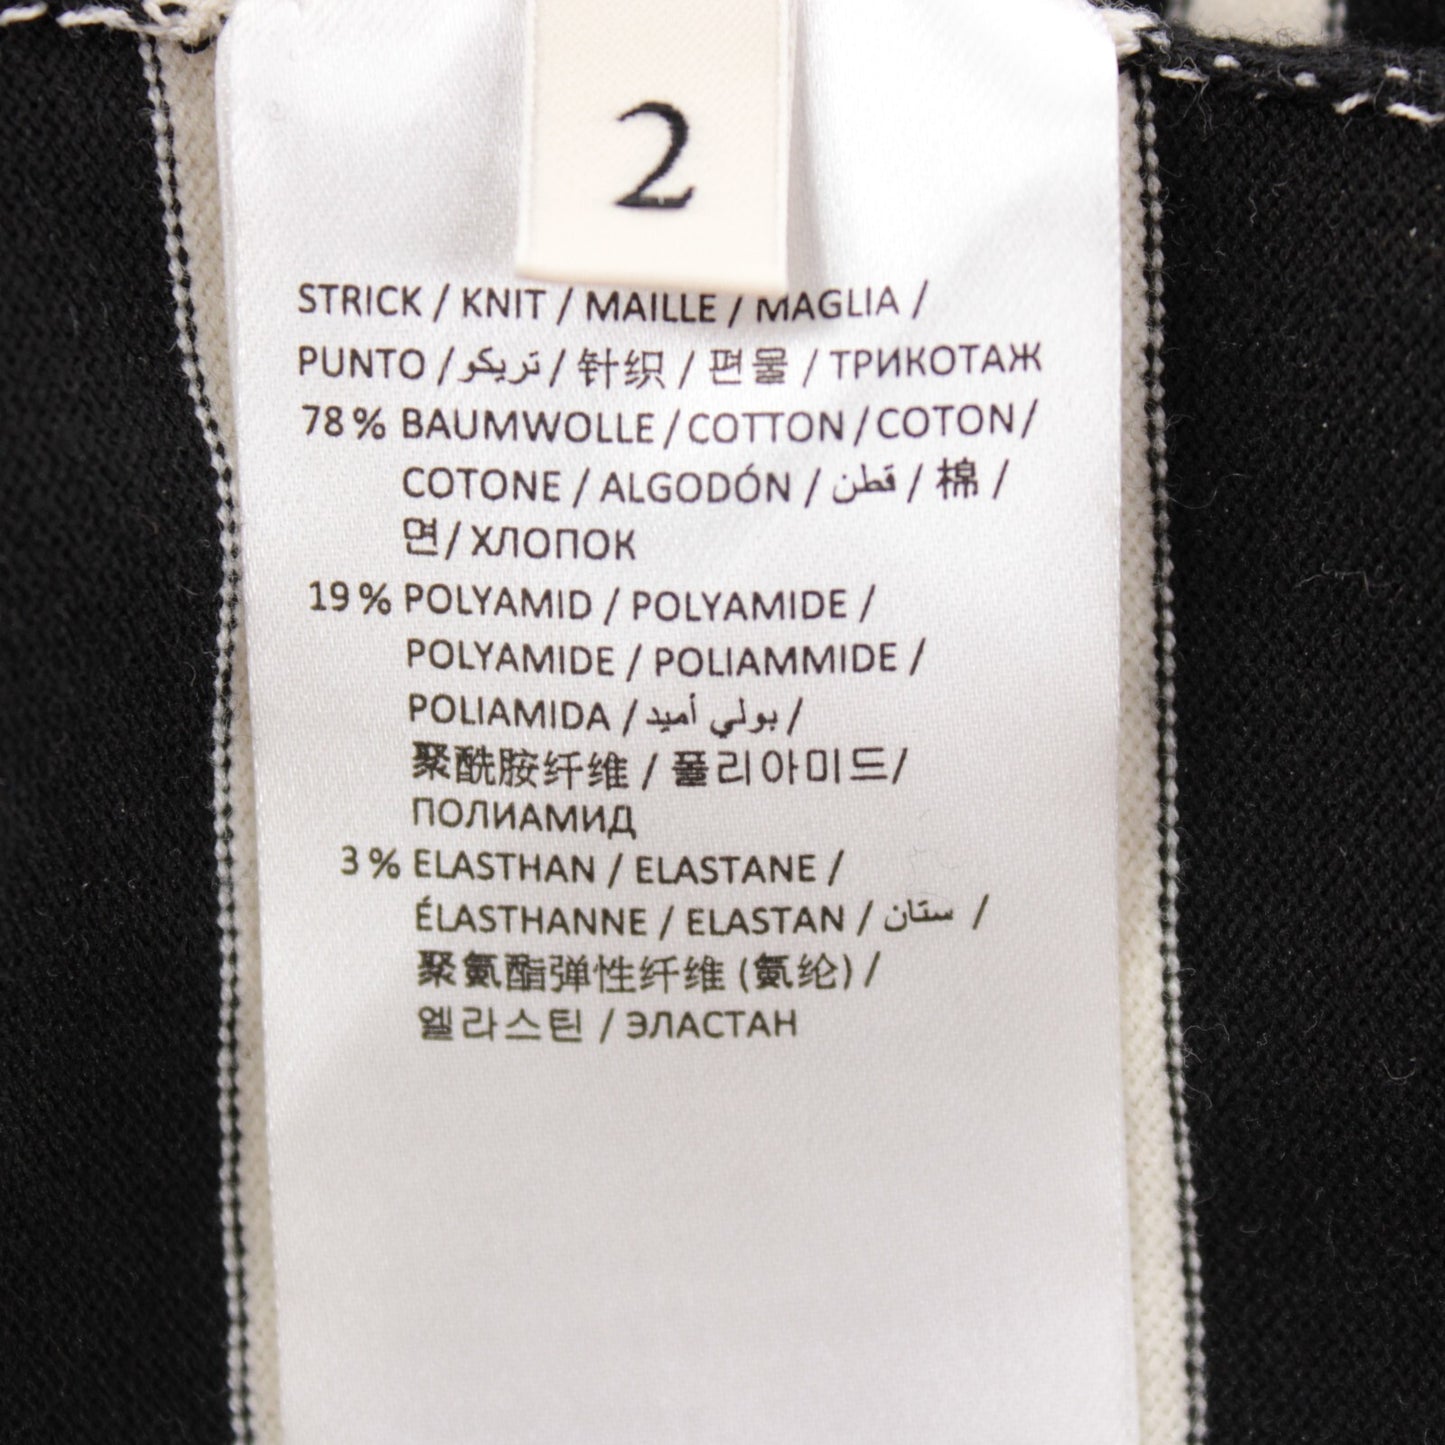 2
STRICK / KNIT / MAILLE / MAGLIA /
PUNTO / تريكو / 针织 / 편물 / ТРИКОТАЖ
78 % BAUMWOLLE / COTTON / COTON /
COTONE / ALGODÓN / قطن / 棉 /
면 / ХЛОПОК
19 % POLYAMID / POLYAMIDE /
POLYAMIDE / POLIAMMIDE /
POLIAMIDA / بولي أميد /
聚酰胺纤维 / 폴리아미드/
ПОЛИАМИД
3 % ELASTHAN / ELASTANE /
ÉLASTHANNE / ELASTAN / ستان /
聚氨酯弹性纤维 (氨纶) /
엘라스틴 / ЭЛАСТАН